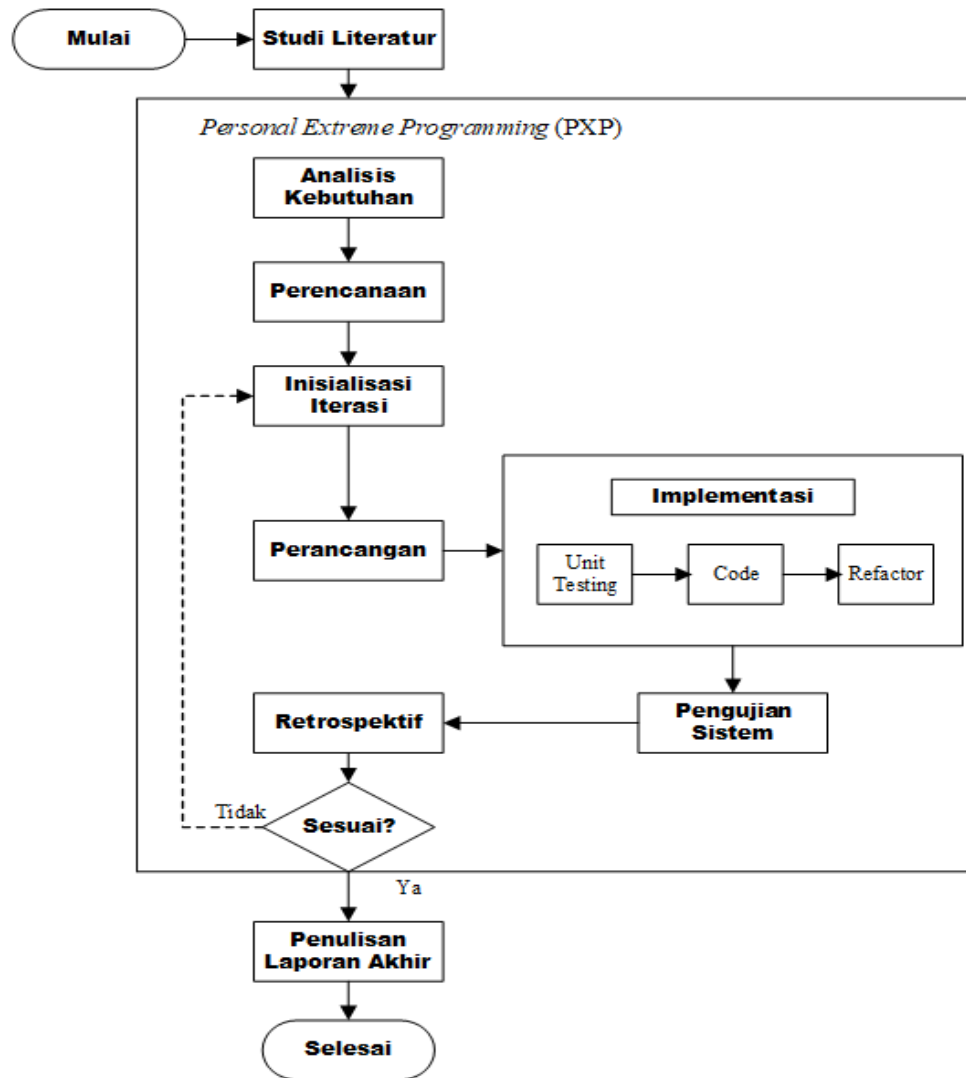 Mulai
Studi Literatur
Personal Extreme Programming (PXP)
Analisis
Kebutuhan
Perencanaan
Inisialisasi
Iterasi
Perancangan
Implementasi
Unit
Testing
Code
Refactor
Pengujian
Sistem
Retrospektif
Sesuai?
Tidak
Ya
Penulisan
Laporan Akhir
Selesai